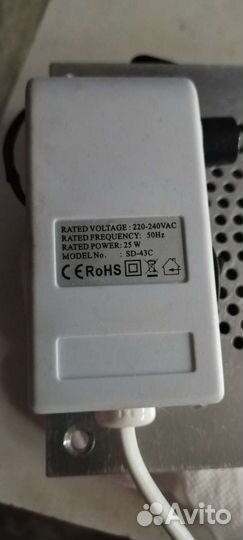 RATED VOLTAGE : 220-240VAC
RATED FREQUENCY: 50Hz
RATED POWER: 25 W
MODEL No. : SD-43C
CE RoHS
Avito